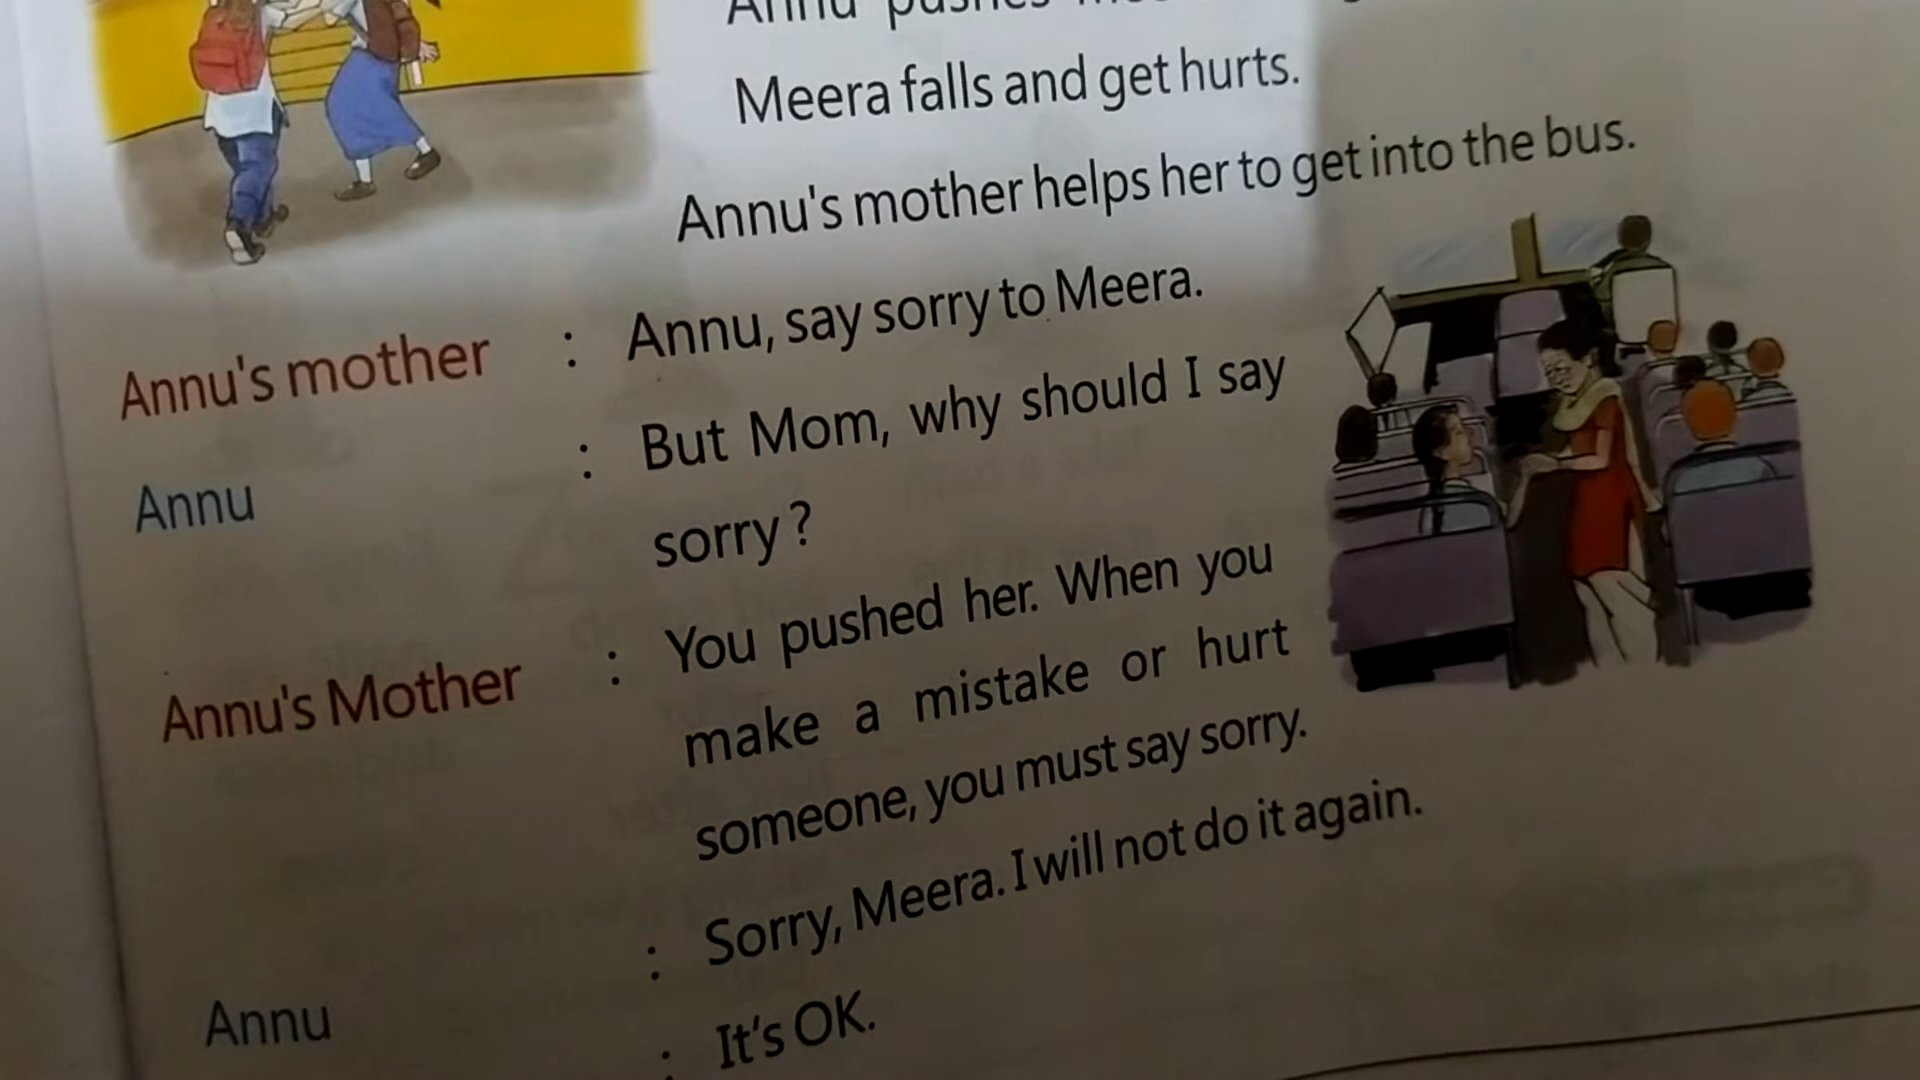 Annu pushes
Meera falls and get hurts.
Annu's mother helps her to get into the bus.
Annu's mother : Annu, say sorry to Meera.
Annu : But Mom, why should I say
sorry ?
Annu's Mother : You pushed her. When you
make a mistake or hurt
someone, you must say sorry.
Annu : Sorry, Meera. I will not do it again.
: It's OK.